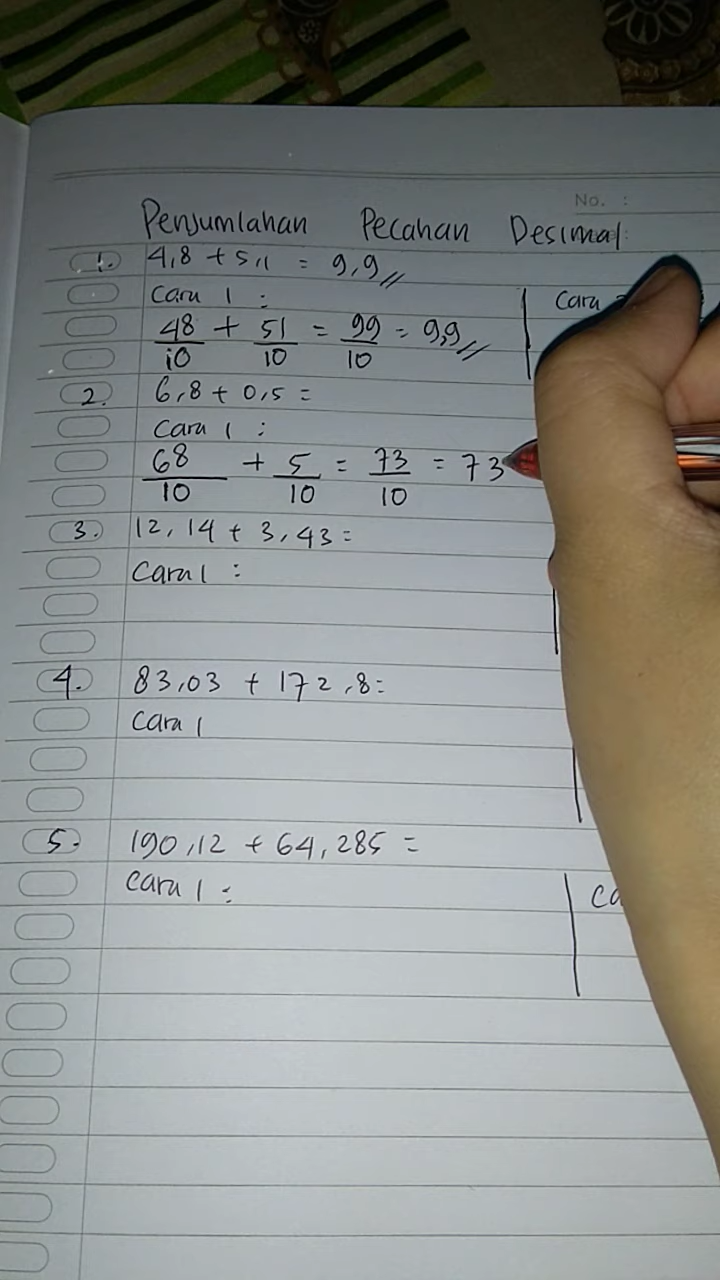 No. :
Penjumlahan Pecahan Desimal
1. 4,8 + 5,1 = 9,9 //
Cara 1 :
Cara
48/10 + 51/10 = 99/10 = 9,9 //
2. 6,8 + 0,5 =
Cara 1 :
68/10 + 5/10 = 73/10 = 73
3. 12,14 + 3,43 =
Cara 1 :
4. 83,03 + 172,8 =
Cara 1
5. 190,12 + 64,285 =
Cara 1 :